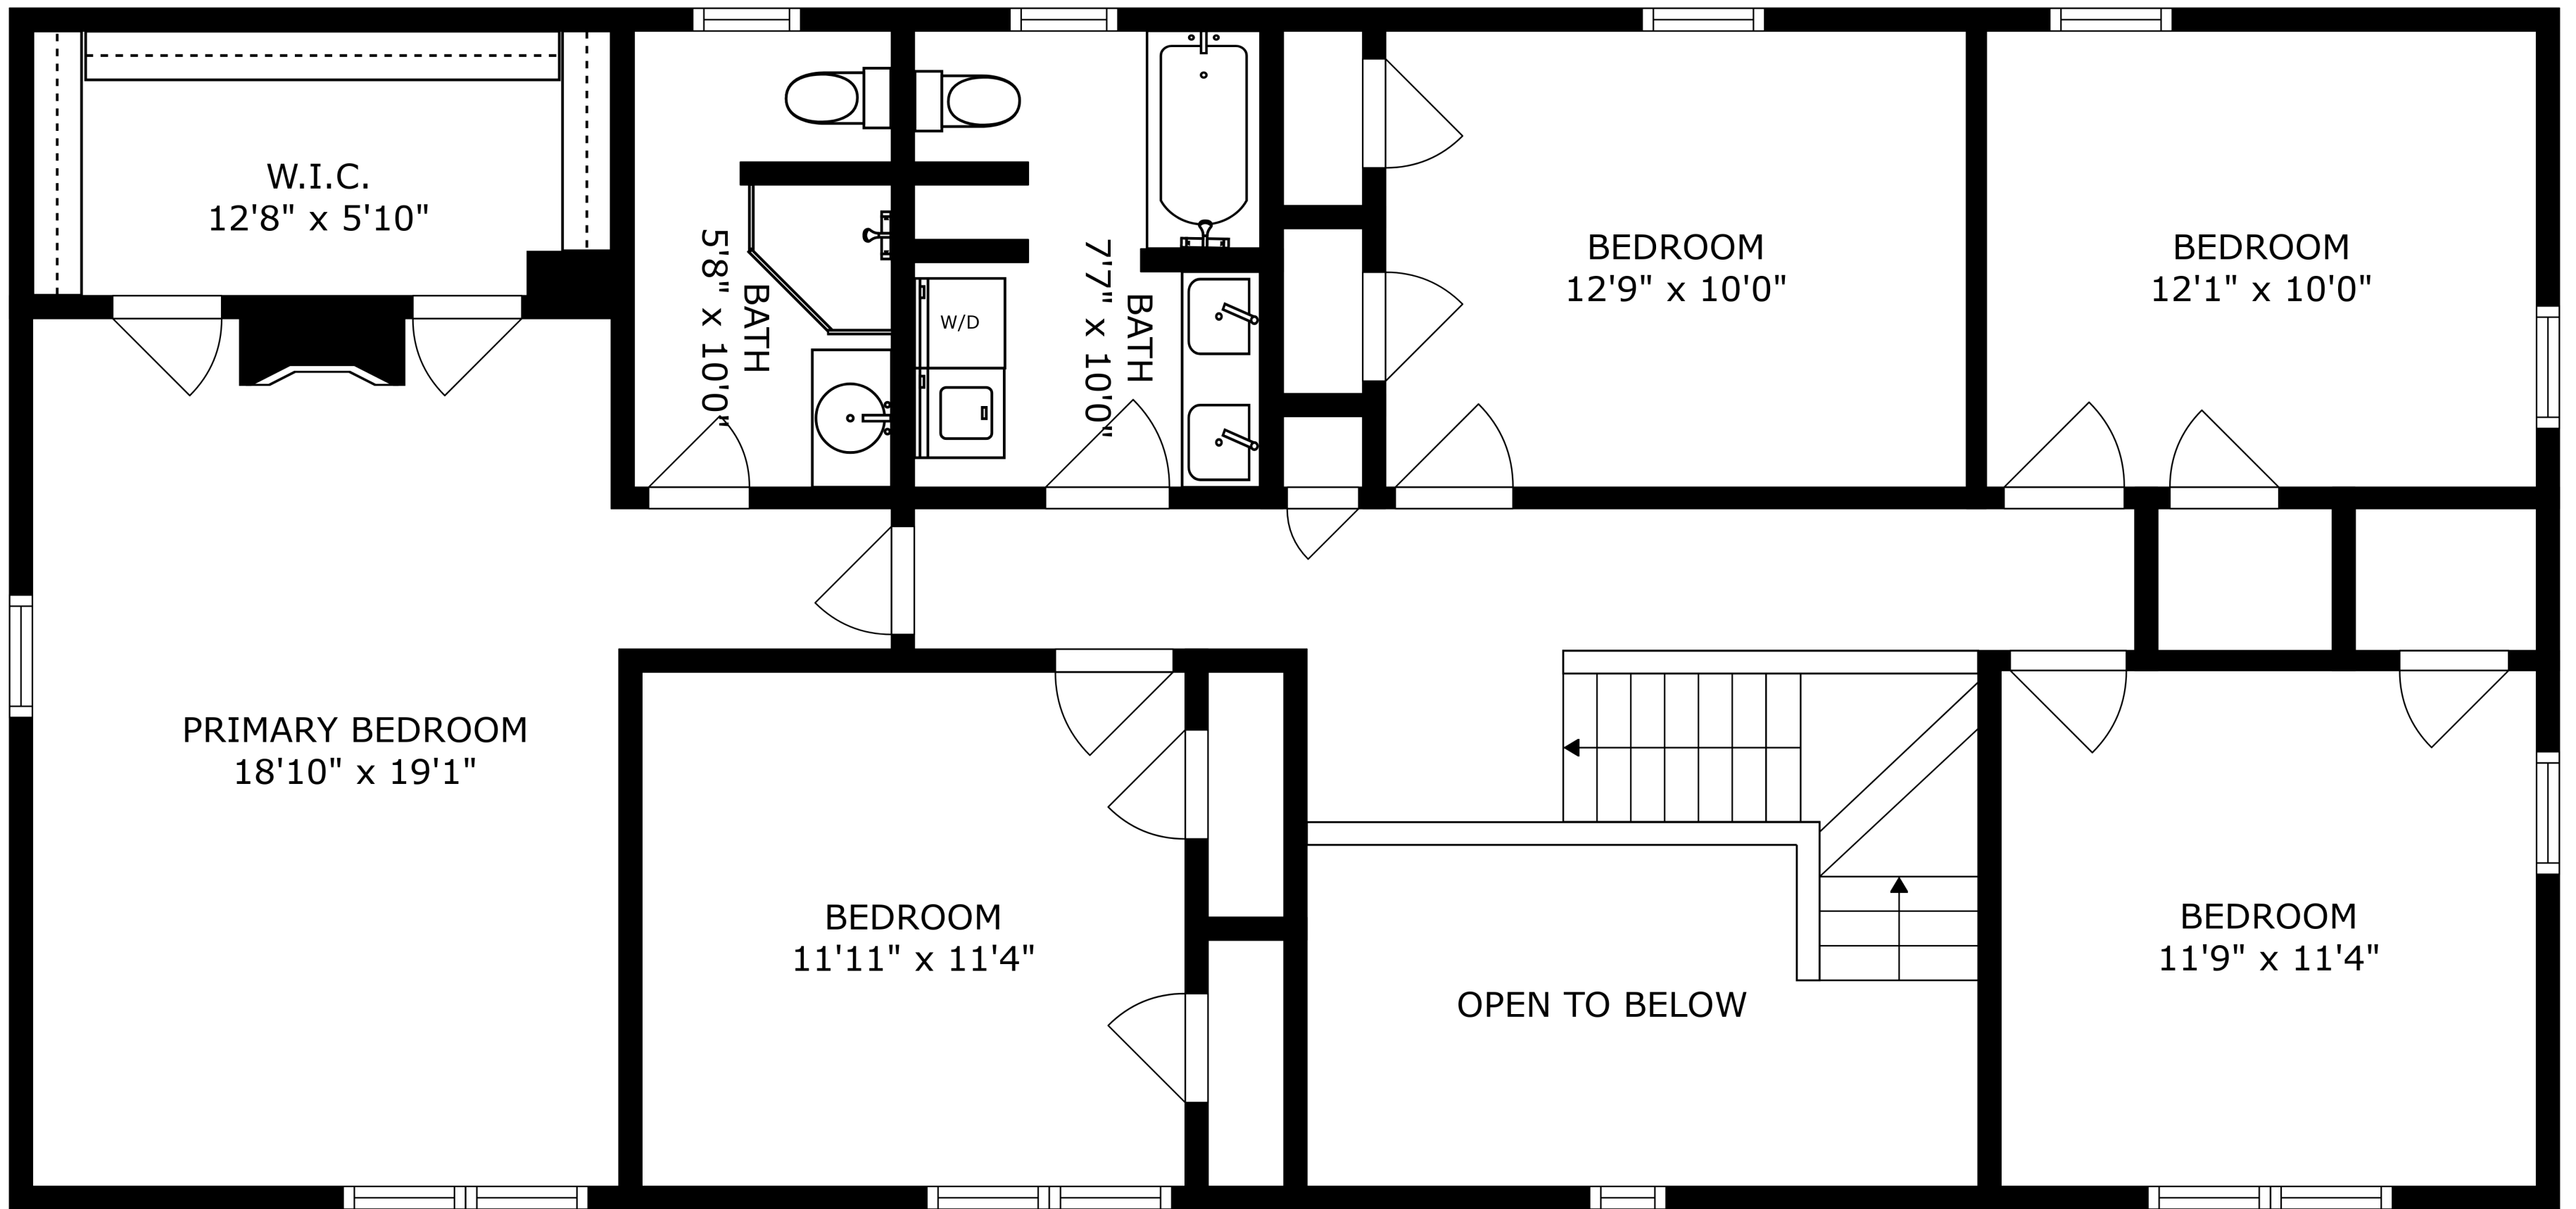 W.I.C.
12'8" x 5'10"
BATH
5'8" x 10'0"
BATH
7'7" x 10'0"
W/D
BEDROOM
12'9" x 10'0"
BEDROOM
12'1" x 10'0"
PRIMARY BEDROOM
18'10" x 19'1"
BEDROOM
11'11" x 11'4"
OPEN TO BELOW
BEDROOM
11'9" x 11'4"